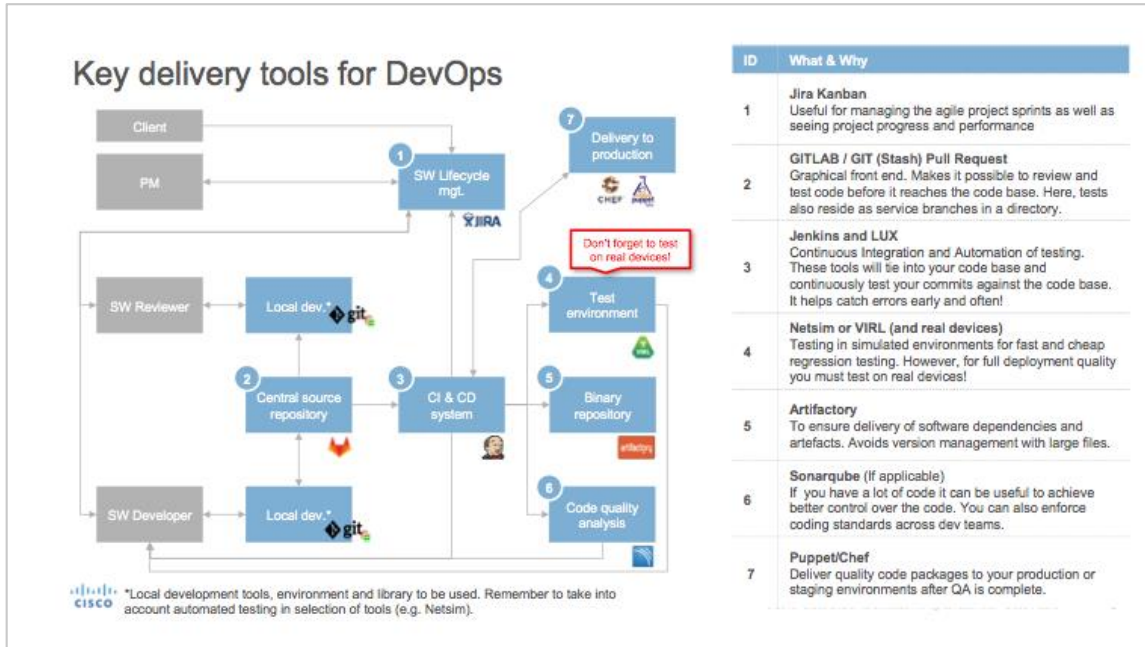 Key delivery tools for DevOps
Client
PM
1
SW Lifecycle
mgt.
JIRA
7
Delivery to
production
CHEF
puppet
Don't forget to test
on real devices!
SW Reviewer
Local dev.*
git
4
Test
environment
VIRL
2
Central source
repository
3
CI & CD
system
5
Binary
repository
artifactory
SW Developer
Local dev.*
git
6
Code quality
analysis
CISCO
*Local development tools, environment and library to be used. Remember to take into
account automated testing in selection of tools (e.g. Netsim).
ID What & Why
Jira Kanban
1
Useful for managing the agile project sprints as well as
seeing project progress and performance
GITLAB / GIT (Stash) Pull Request
Graphical front end. Makes it possible to review and
2
test code before it reaches the code base. Here, tests
also reside as service branches in a directory.
Jenkins and LUX
Continuous Integration and Automation of testing.
3
These tools will tie into your code base and
continuously test your commits against the code base.
It helps catch errors early and often!
Netsim or VIRL (and real devices)
4
Testing in simulated environments for fast and cheap
regression testing. However, for full deployment quality
you must test on real devices!
Artifactory
5
To ensure delivery of software dependencies and
artefacts. Avoids version management with large files.
Sonarqube (If applicable)
6
If you have a lot of code it can be useful to achieve
better control over the code. You can also enforce
coding standards across dev teams.
Puppet/Chef
7
Deliver quality code packages to your production or
staging environments after QA is complete.